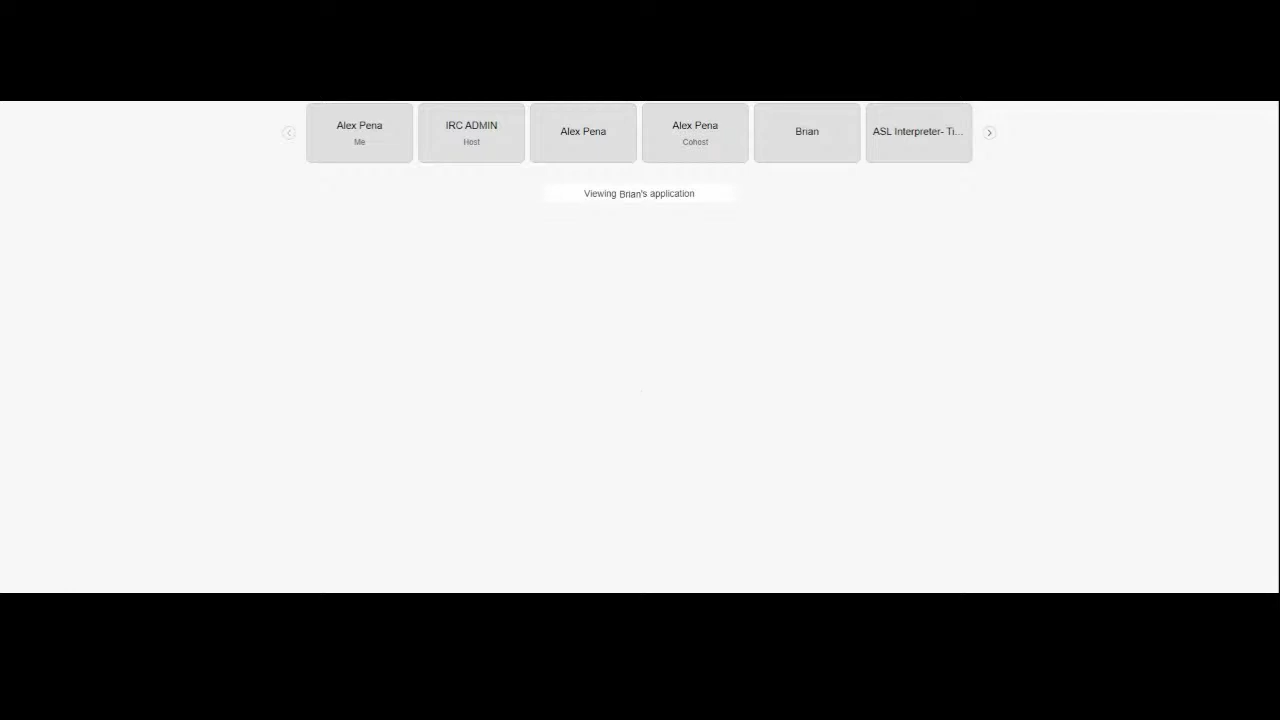 Alex Pena
Me
IRC ADMIN
Host
Alex Pena
Alex Pena
Cohost
Brian
ASL Interpreter- Ti...
Viewing Brian's application